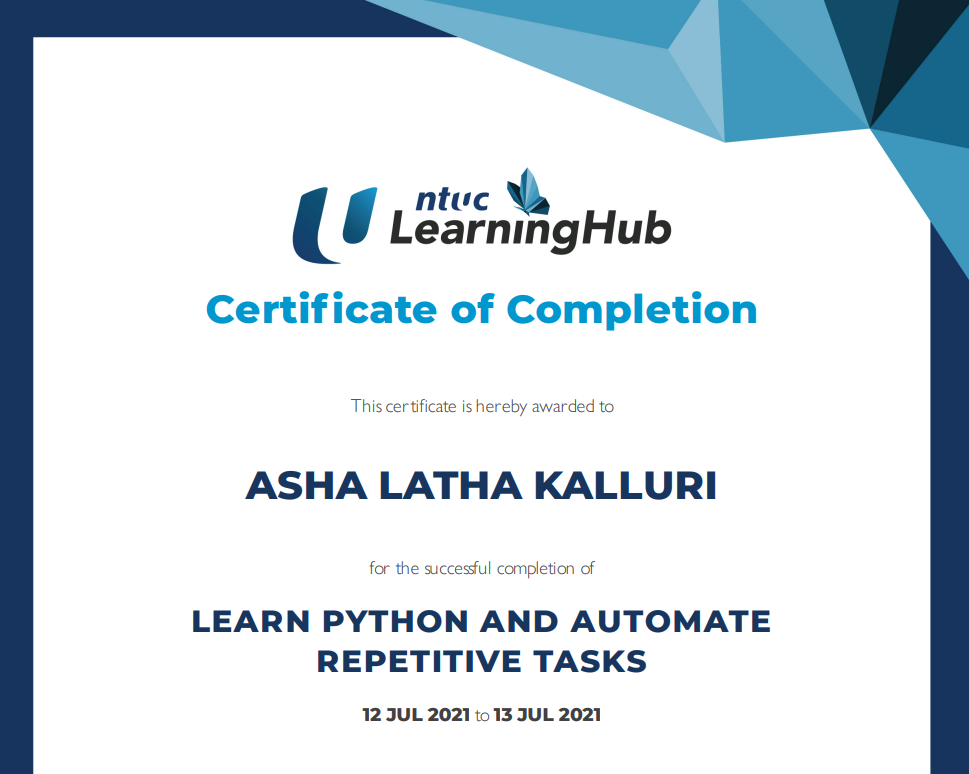 ntuc
LearningHub
Certificate of Completion
This certificate is hereby awarded to
ASHA LATHA KALLURI
for the successful completion of
LEARN PYTHON AND AUTOMATE
REPETITIVE TASKS
12 JUL 2021 to 13 JUL 2021